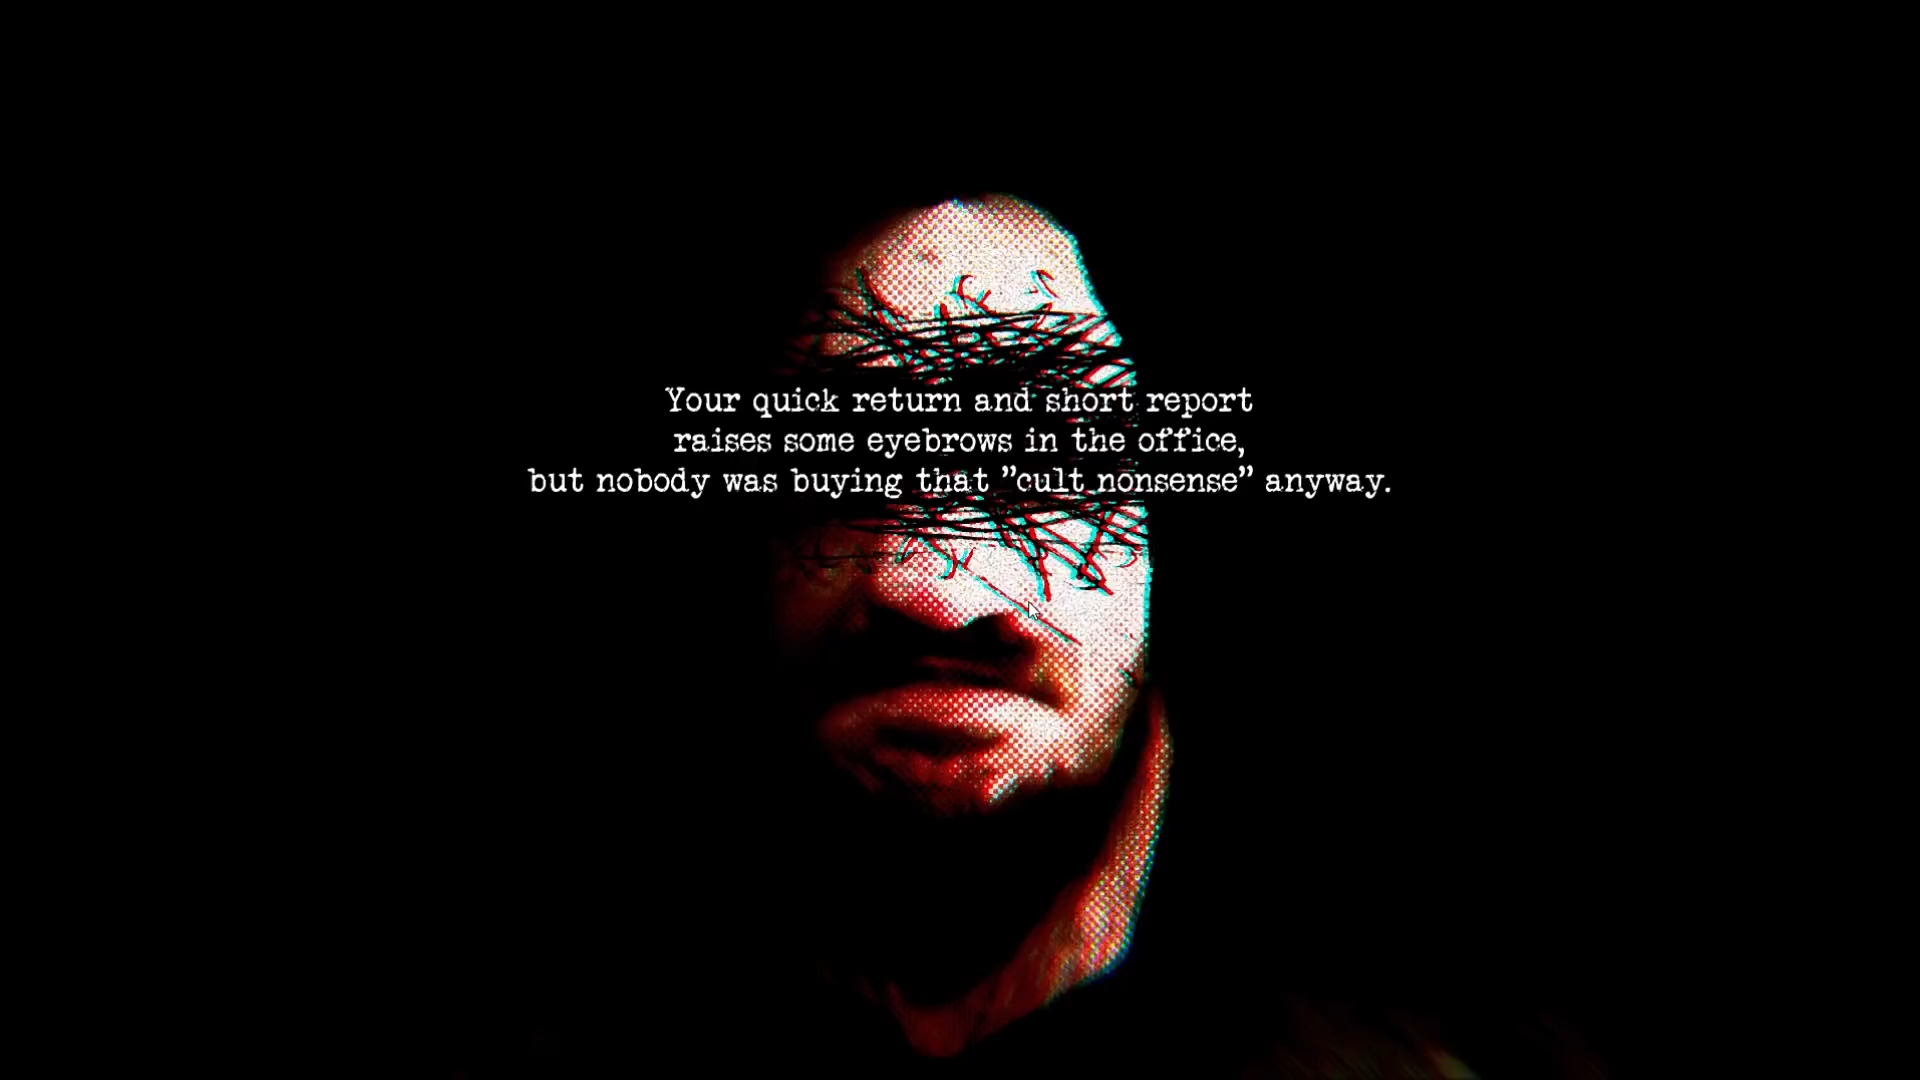 Your quick return and short report
raises some eyebrows in the office,
but nobody was buying that ”cult nonsense” anyway.